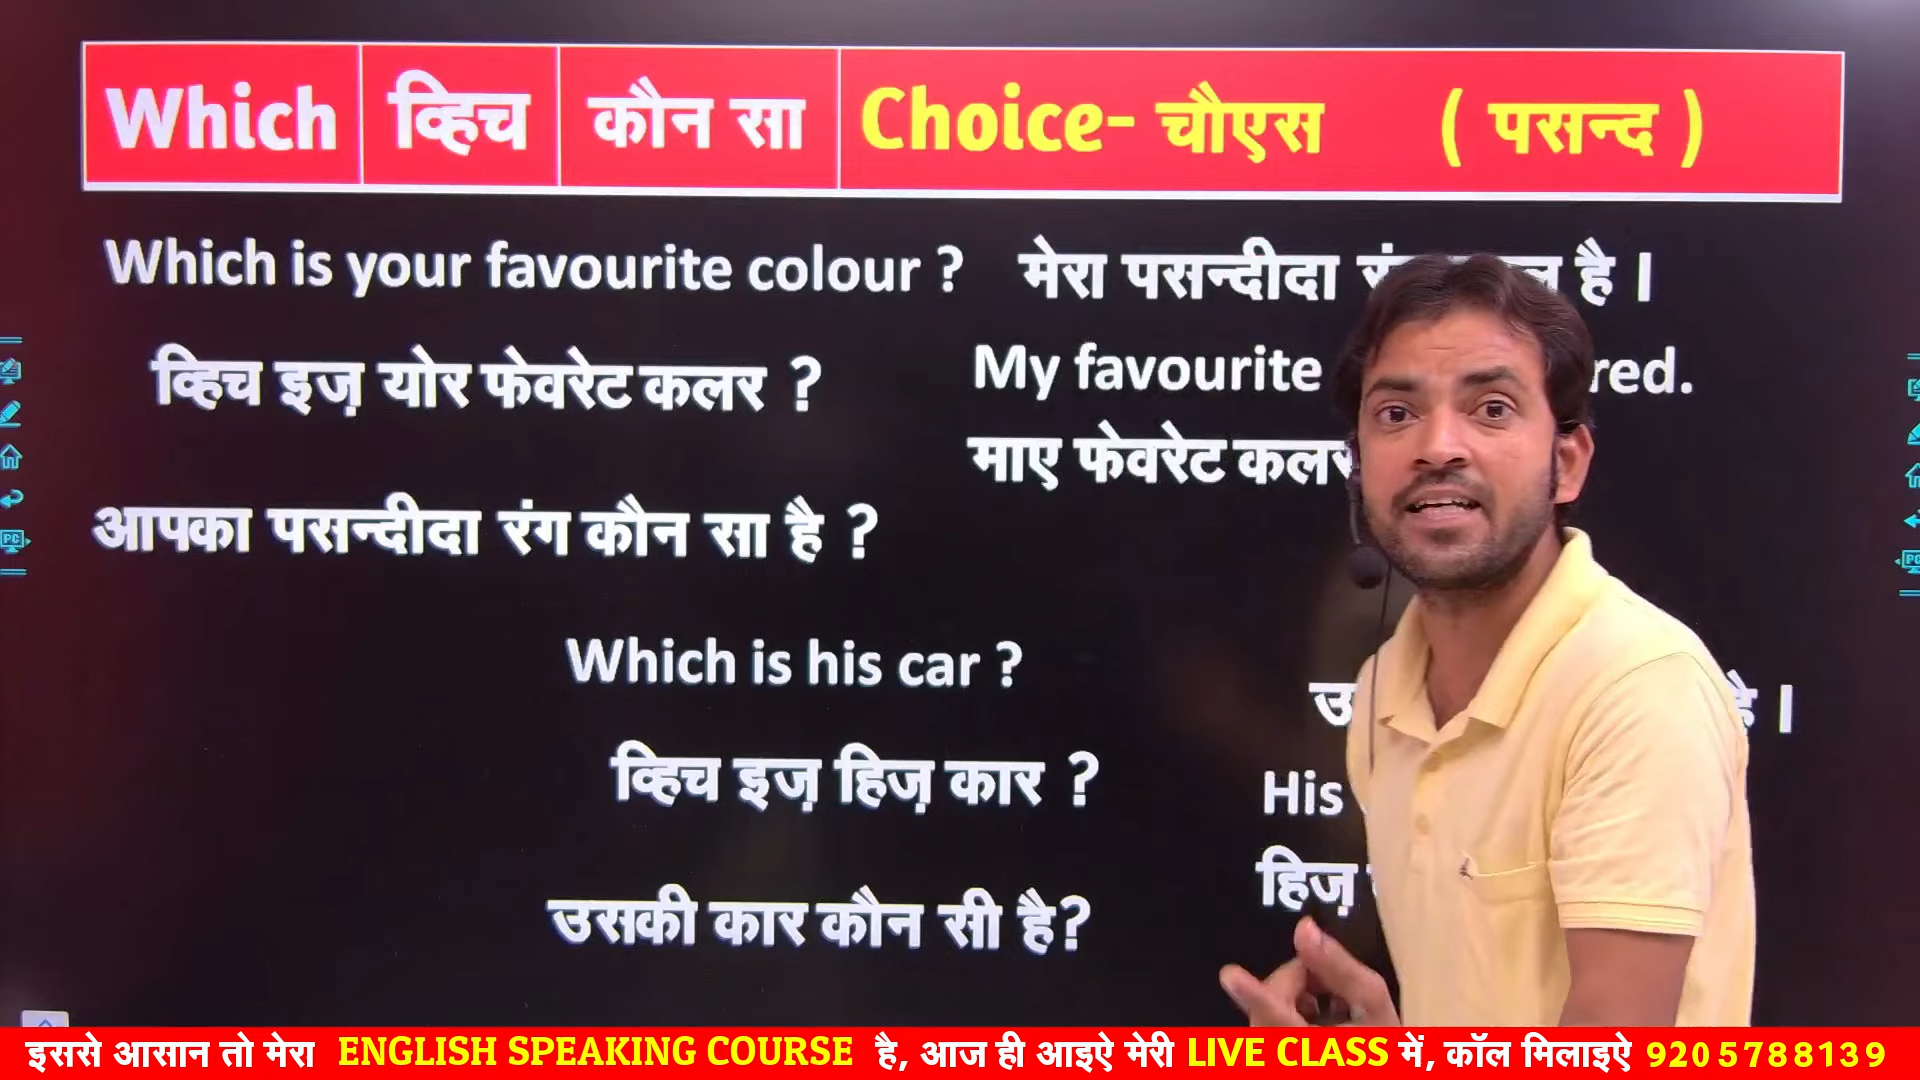 Which व्हिच कौन सा Choice- चौएस ( पसन्द )
Which is your favourite colour ?
मेरा पसन्दीदा है ।
व्हिच इज़ योर फेवरेट कलर ?
My favourite red.
माए फेवरेट कलर
आपका पसन्दीदा रंग कौन सा है ?
Which is his car ?
है ।
व्हिच इज़ हिज़ कार ?
His
हिज़
उसकी कार कौन सी है?
इससे आसान तो मेरा ENGLISH SPEAKING COURSE है, आज ही आइऐ मेरी LIVE CLASS में, कॉल मिलाइऐ 9205788139